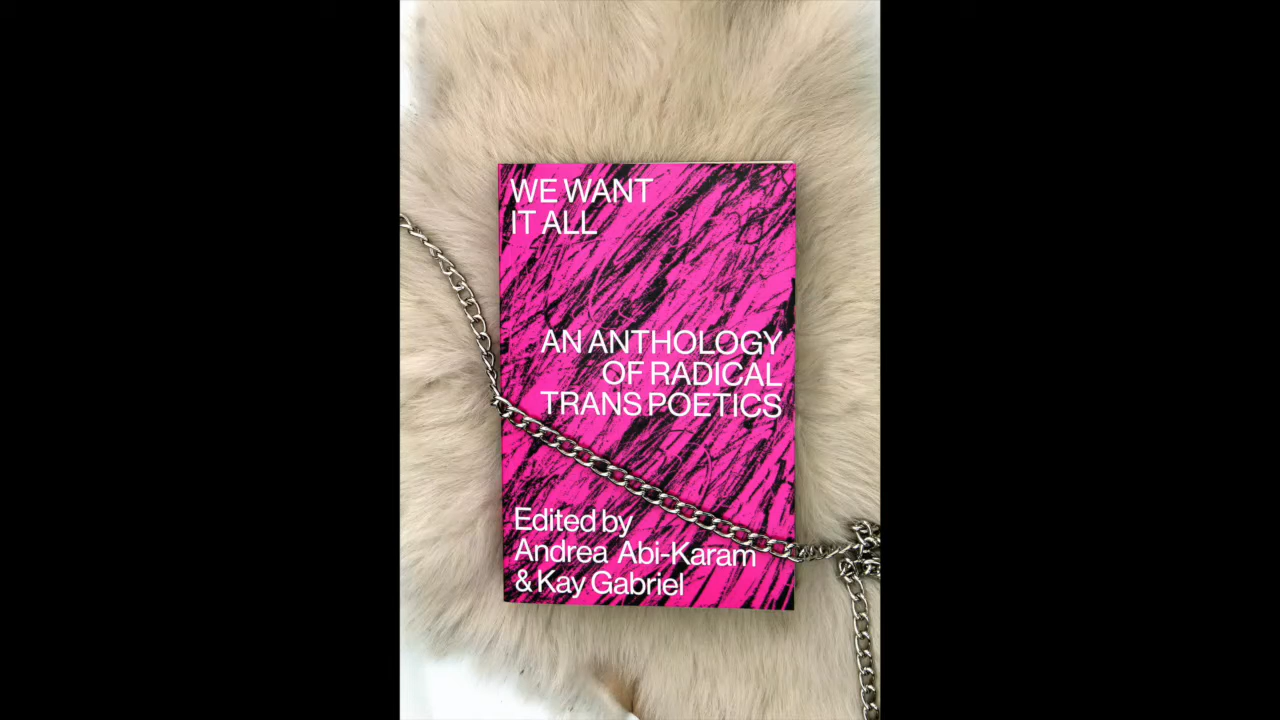 WE WANT
IT ALL
AN ANTHOLOGY
OF RADICAL
TRANS POETICS
Edited by
Andrea Abi-Karam
& Kay Gabriel